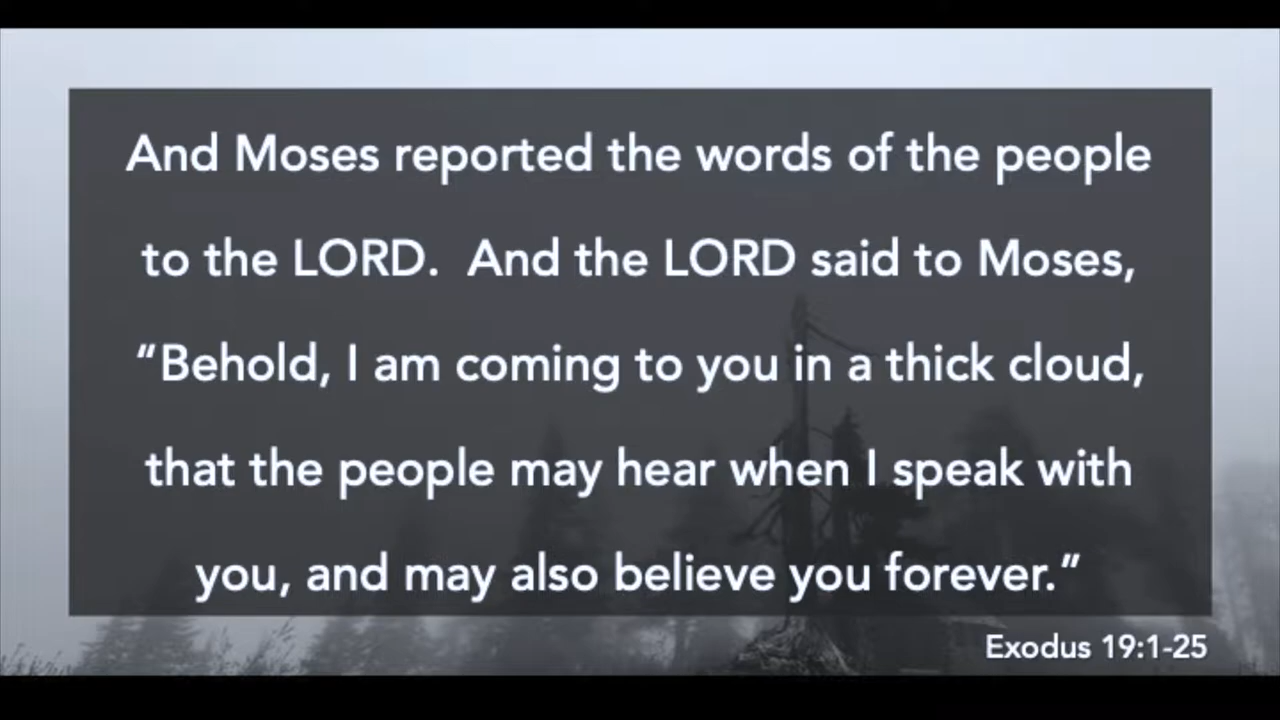 And Moses reported the words of the people
to the LORD.  And the LORD said to Moses,
“Behold, I am coming to you in a thick cloud,
that the people may hear when I speak with
you, and may also believe you forever.”
Exodus 19:1-25